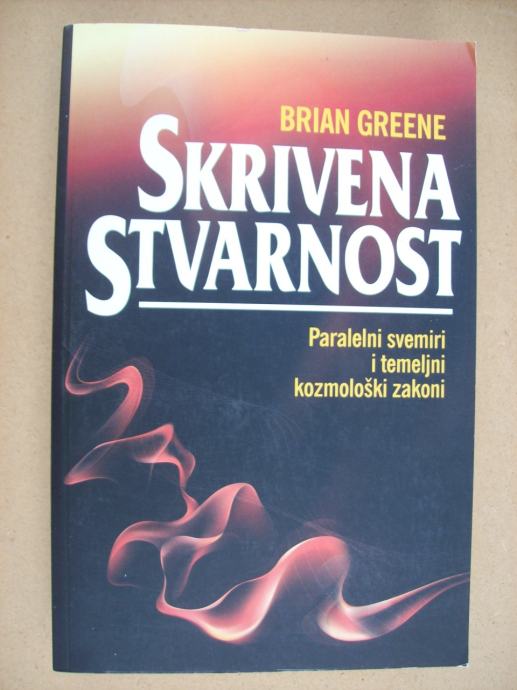 BRIAN GREENE
SKRIVENA
STVARNOST
Paralelni svemiri
i temeljni
kozmološki zakoni